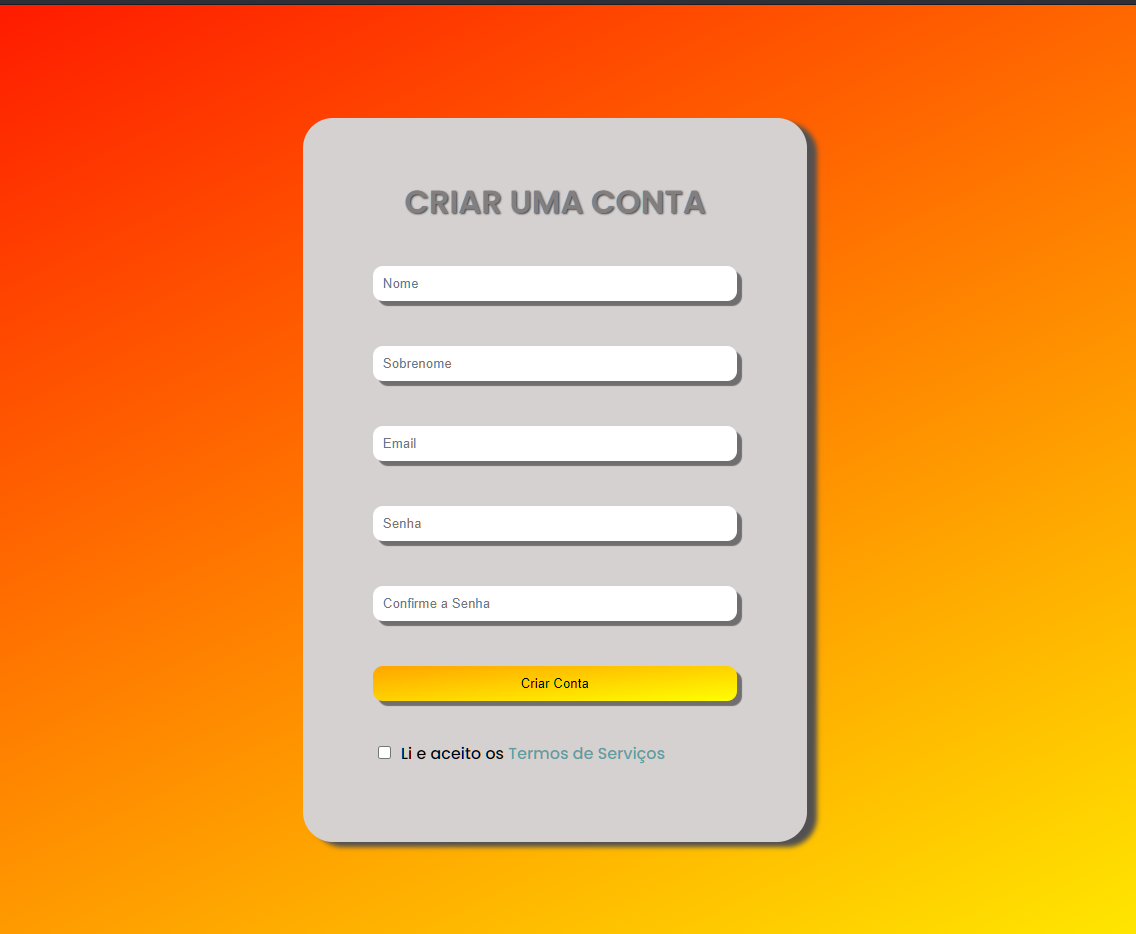 CRIAR UMA CONTA
Nome
Sobrenome
Email
Senha
Confirme a Senha
Criar Conta
Li e aceito os Termos de Serviços